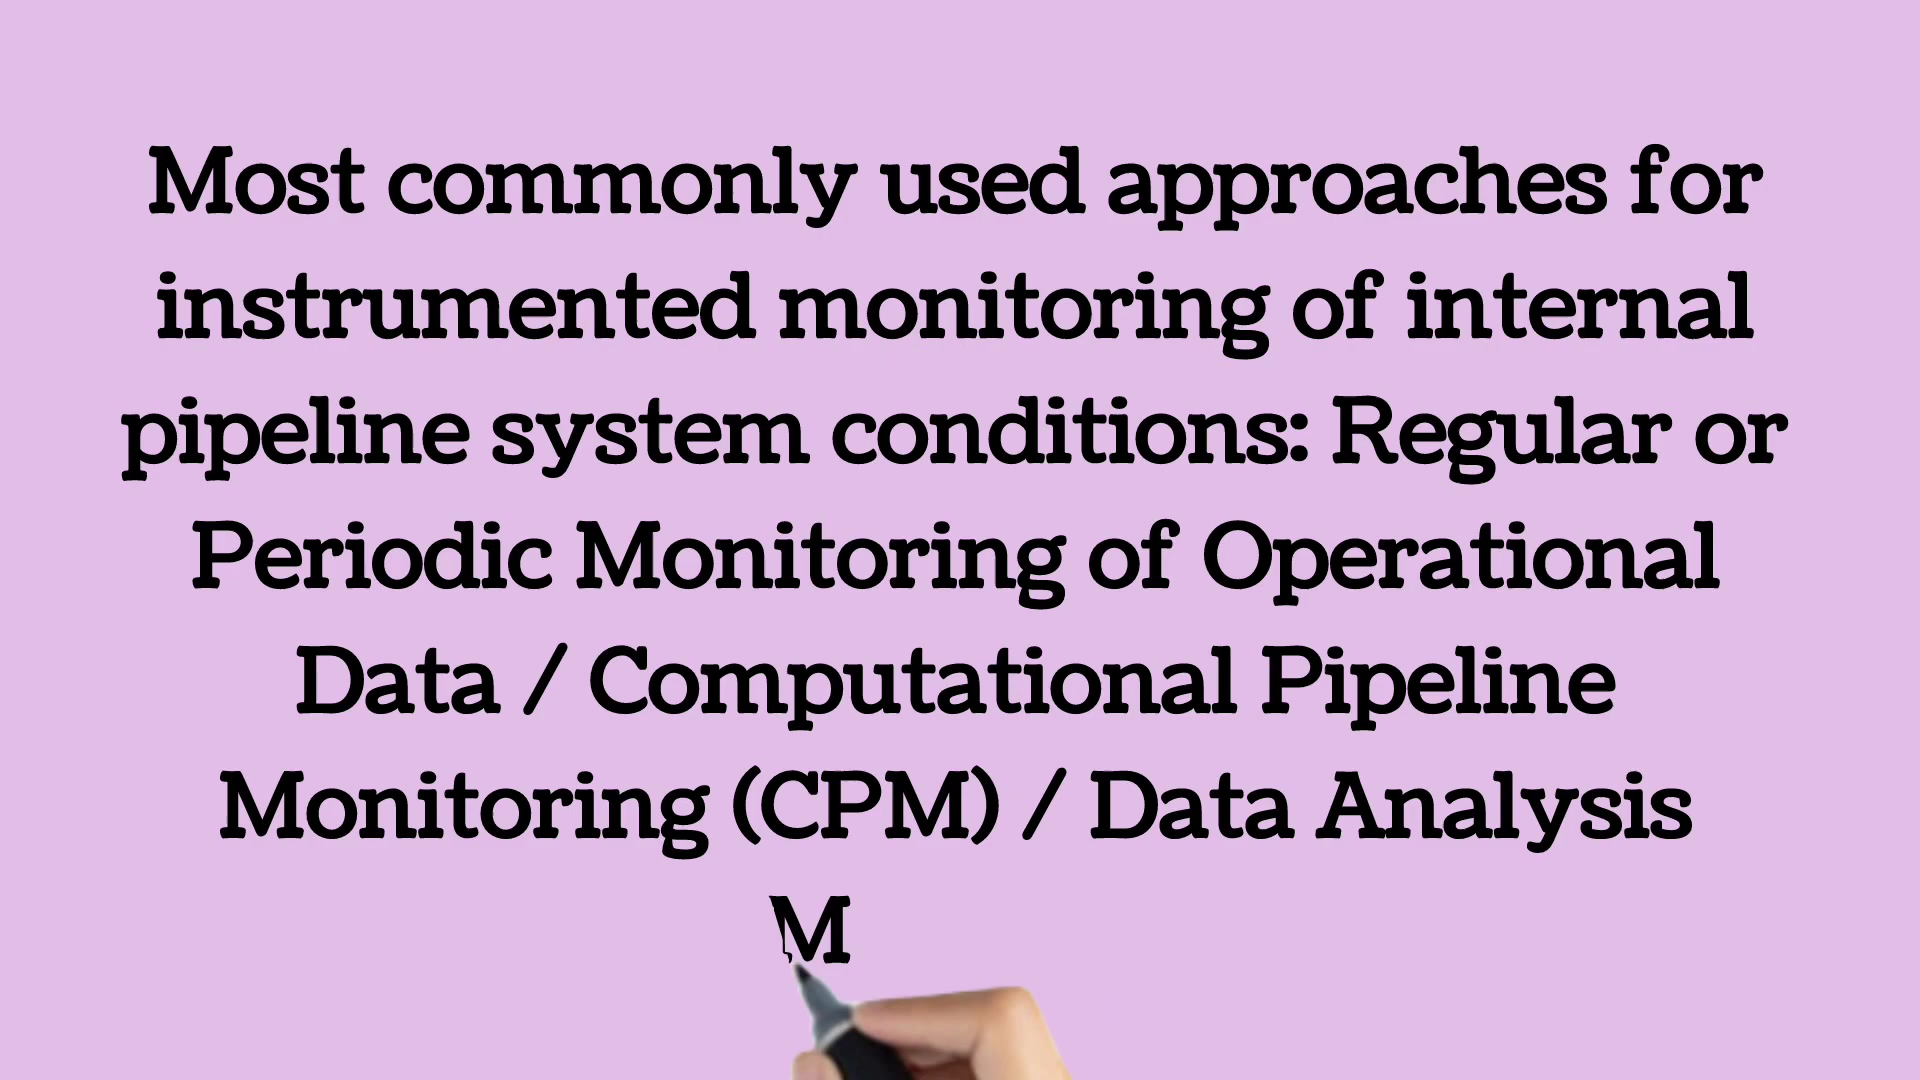 Most commonly used approaches for
instrumented monitoring of internal
pipeline system conditions: Regular or
Periodic Monitoring of Operational
Data / Computational Pipeline
Monitoring (CPM) / Data Analysis
M